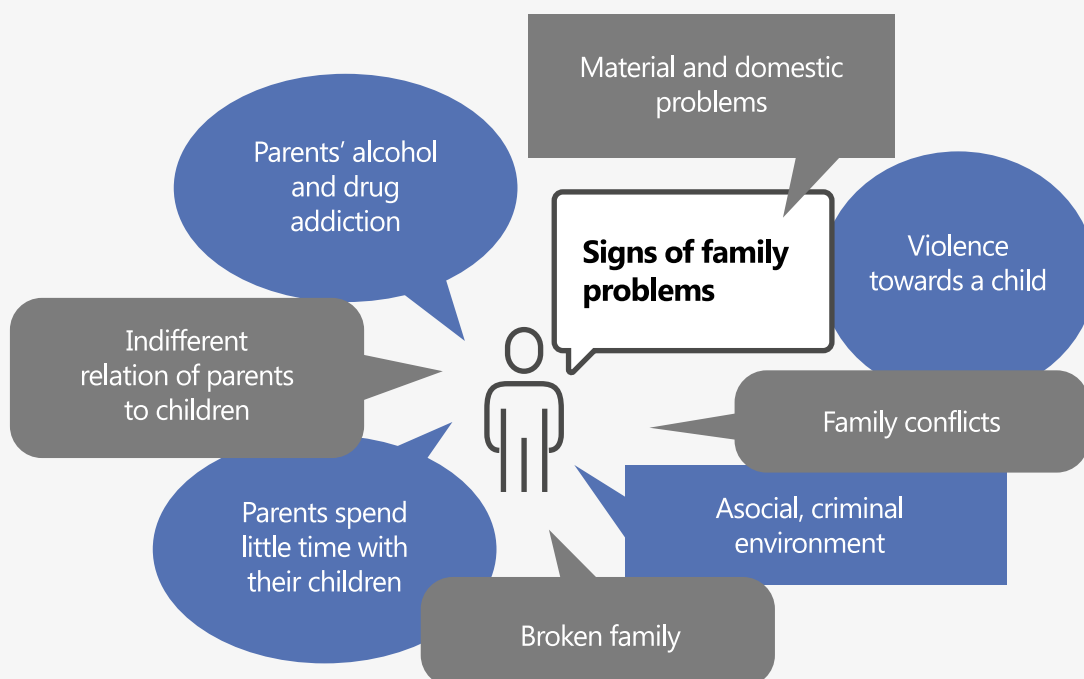 Material and domestic
problems
Parents’ alcohol
and drug
addiction
Signs of family
problems
Violence
towards a child
Indifferent
relation of parents
to children
Family conflicts
Parents spend
little time with
their children
Asocial, criminal
environment
Broken family